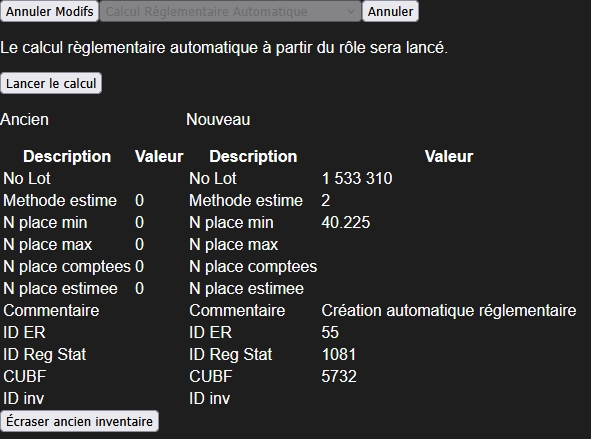 Annuler Modifs Calcul Règlementaire Automatique Annuler
Le calcul règlementaire automatique à partir du rôle sera lancé.
Lancer le calcul
Ancien Nouveau
Description Valeur Description Valeur
No Lot No Lot 1 533 310
Methode estime 0 Methode estime 2
N place min 0 N place min 40.225
N place max 0 N place max
N place comptees 0 N place comptees
N place estimee 0 N place estimee
Commentaire Commentaire Création automatique réglementaire
ID ER ID ER 55
ID Reg Stat ID Reg Stat 1081
CUBF CUBF 5732
ID inv ID inv
Écraser ancien inventaire